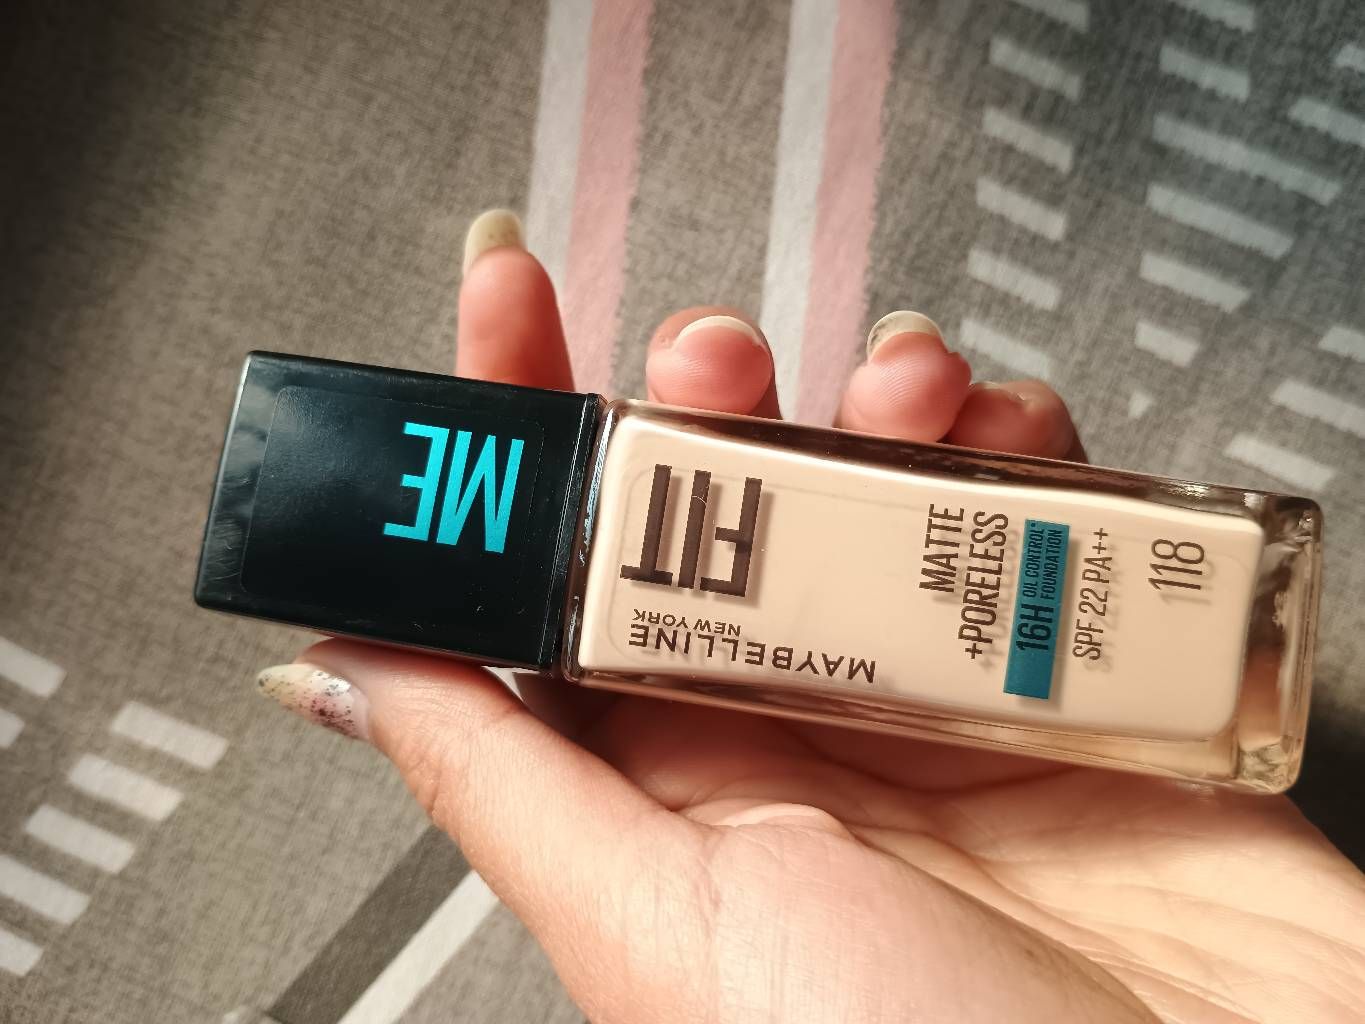 FIT
ME
MAYBELLINE
NEW YORK
MATTE
+PORELESS
16H OIL CONTROL*
FOUNDATION
SPF 22 PA++
118